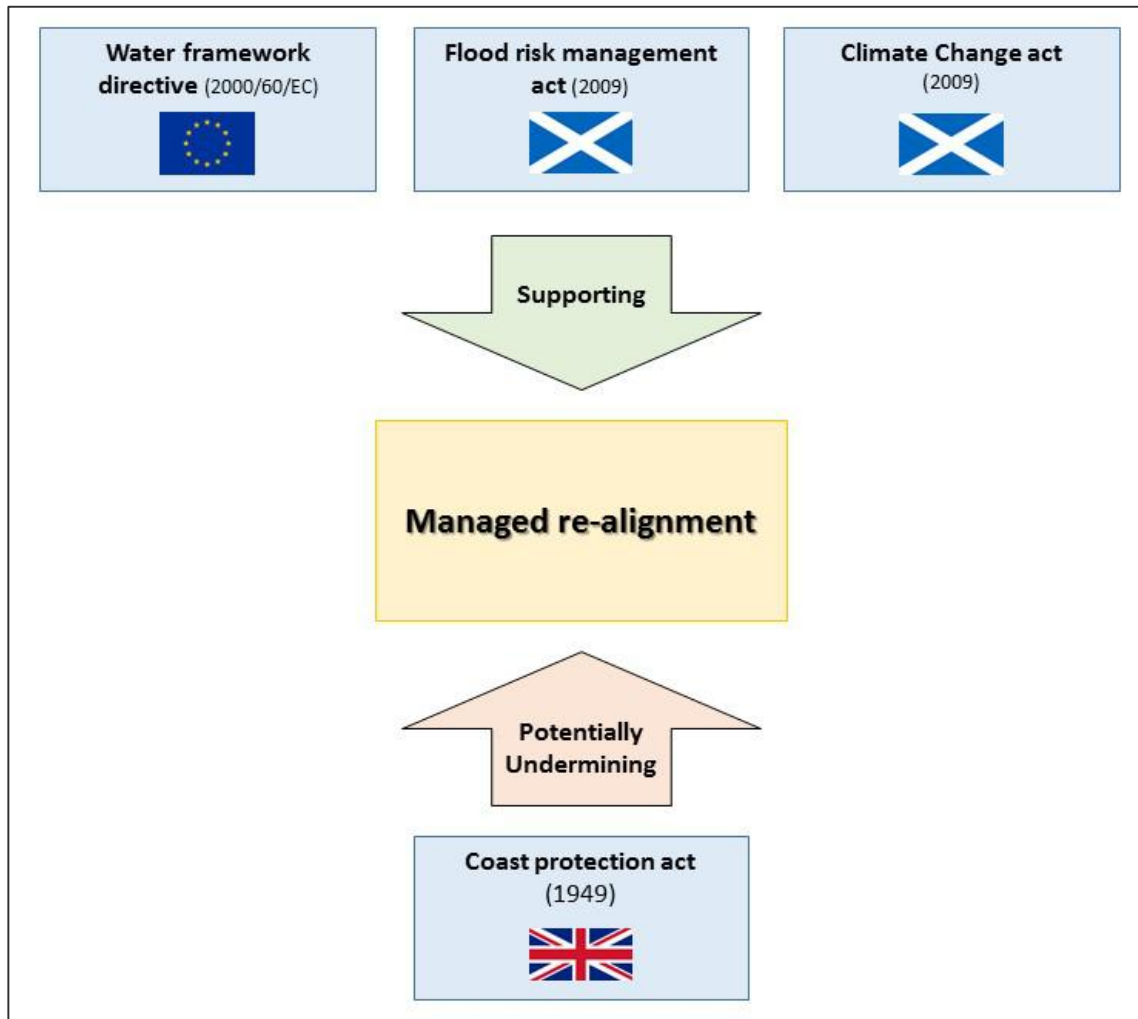 Water framework
directive (2000/60/EC)
Flood risk management
act (2009)
Climate Change act
(2009)
Supporting
Managed re-alignment
Potentially
Undermining
Coast protection act
(1949)